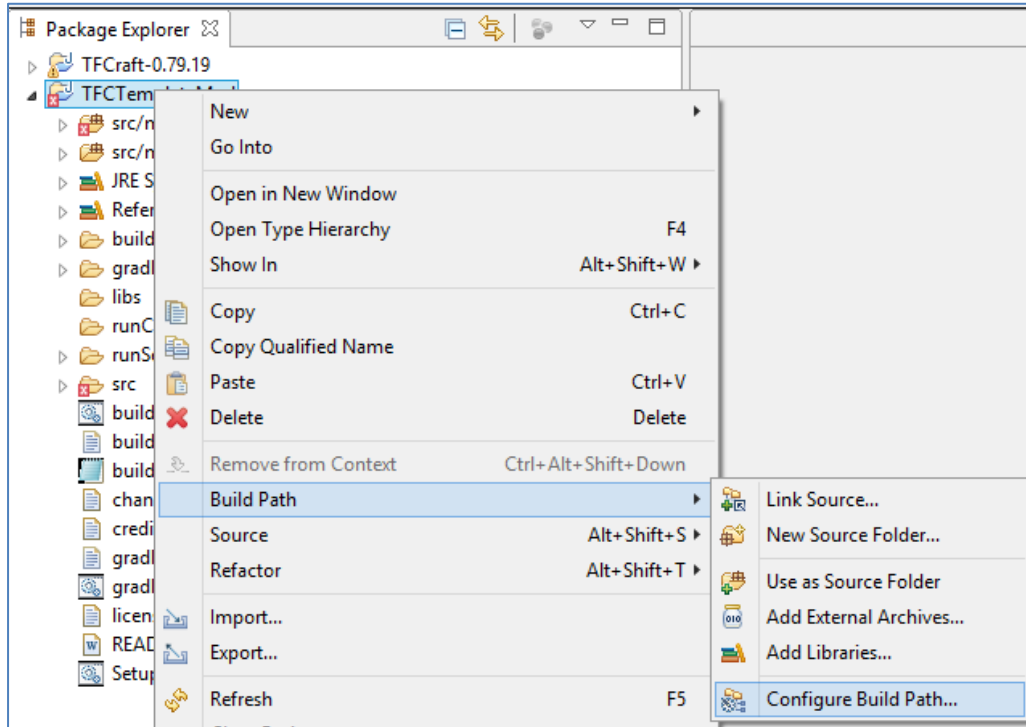 Package Explorer
TFCraft-0.79.19
TFCTem
src/n
src/n
JRE S
Refer
build
gradl
libs
runC
runSe
src
build
build
build
chan
credi
gradl
gradl
licen
READ
Setup
New
Go Into
Open in New Window
Open Type Hierarchy F4
Show In Alt+Shift+W
Copy Ctrl+C
Copy Qualified Name
Paste Ctrl+V
Delete Delete
Remove from Context Ctrl+Alt+Shift+Down
Build Path
Source Alt+Shift+S
Refactor Alt+Shift+T
Import...
Export...
Refresh F5
Link Source...
New Source Folder...
Use as Source Folder
Add External Archives...
Add Libraries...
Configure Build Path...